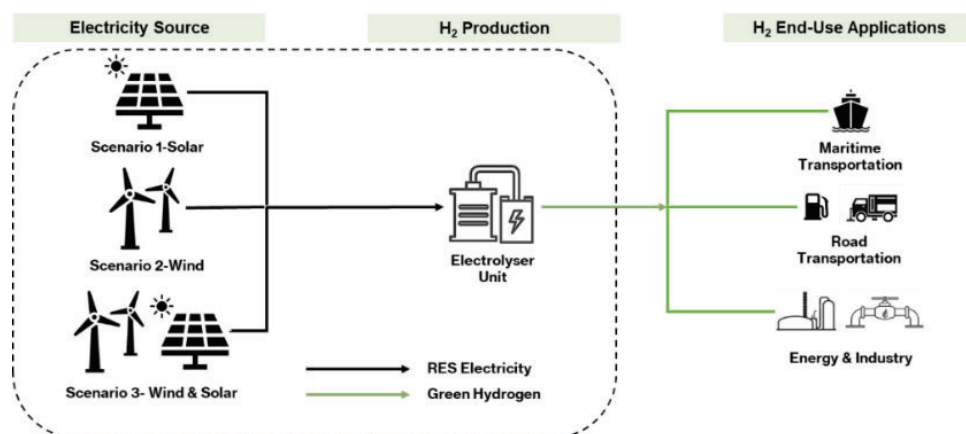 Electricity Source
H₂ Production
H₂ End-Use Applications
Scenario 1-Solar
Scenario 2-Wind
Scenario 3- Wind & Solar
Electrolyser
Unit
RES Electricity
Green Hydrogen
Maritime
Transportation
Road
Transportation
Energy & Industry